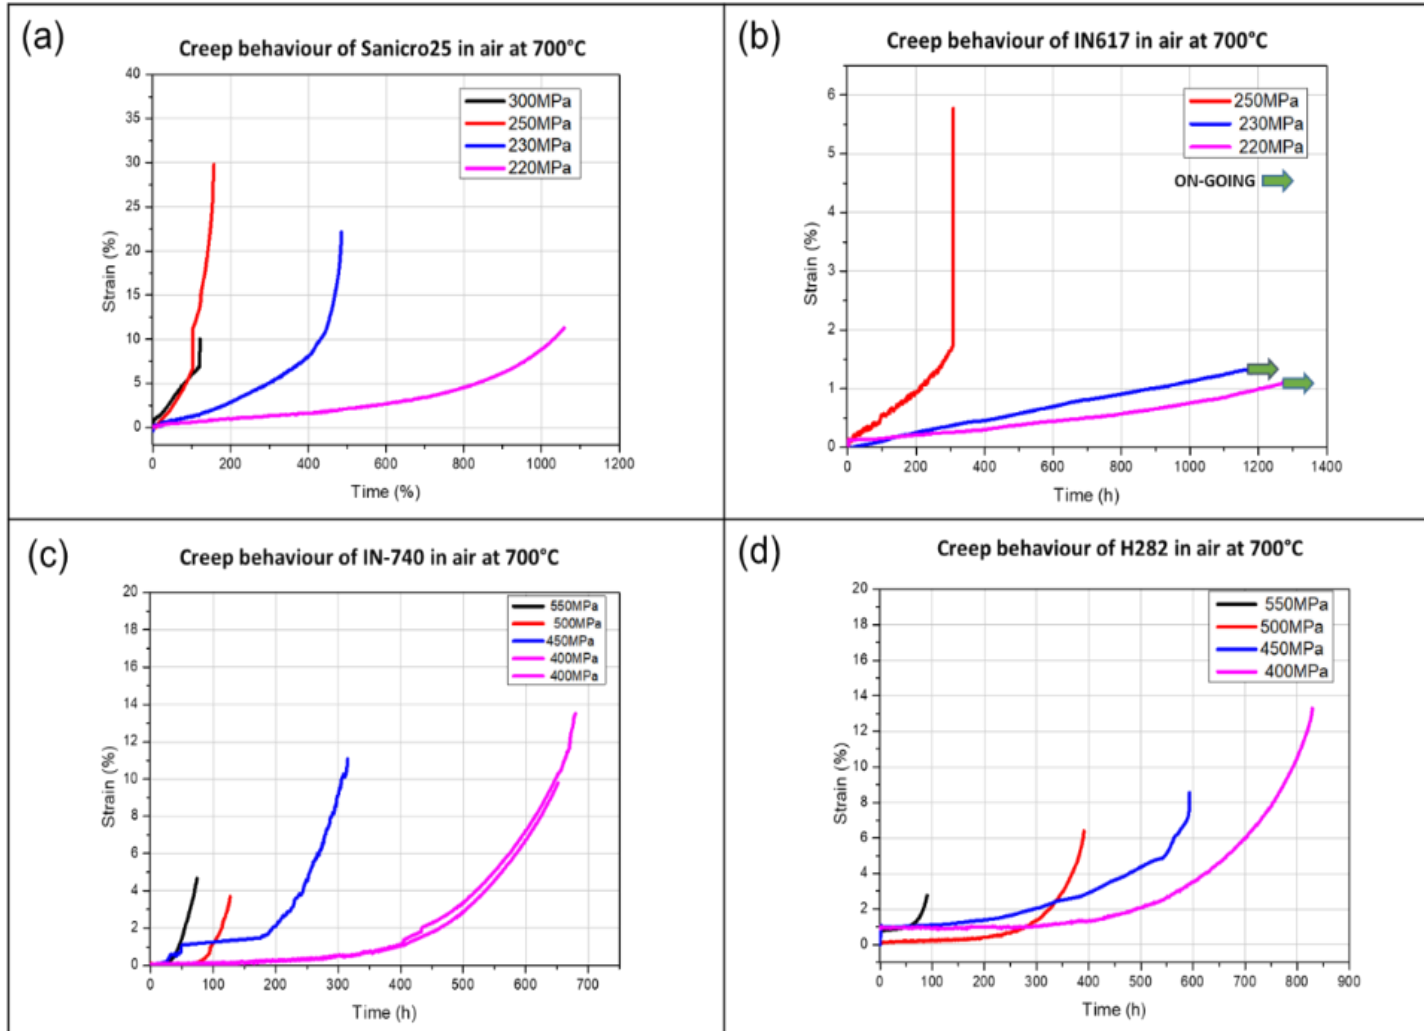 (a)
Creep behaviour of Sanicro25 in air at 700°C
300MPa
250MPa
230MPa
220MPa
40
35
30
25
20
15
10
5
0
Strain (%)
0 200 400 600 800 1000 1200
Time (%)
(b)
Creep behaviour of IN617 in air at 700°C
250MPa
230MPa
220MPa
ON-GOING
6
5
4
3
2
1
0
Strain (%)
0 200 400 600 800 1000 1200 1400
Time (h)
(c)
Creep behaviour of IN-740 in air at 700°C
550MPa
500MPa
450MPa
400MPa
400MPa
20
18
16
14
12
10
8
6
4
2
0
Strain (%)
0 100 200 300 400 500 600 700
Time (h)
(d)
Creep behaviour of H282 in air at 700°C
550MPa
500MPa
450MPa
400MPa
20
18
16
14
12
10
8
6
4
2
0
Strain (%)
0 100 200 300 400 500 600 700 800 900
Time (h)